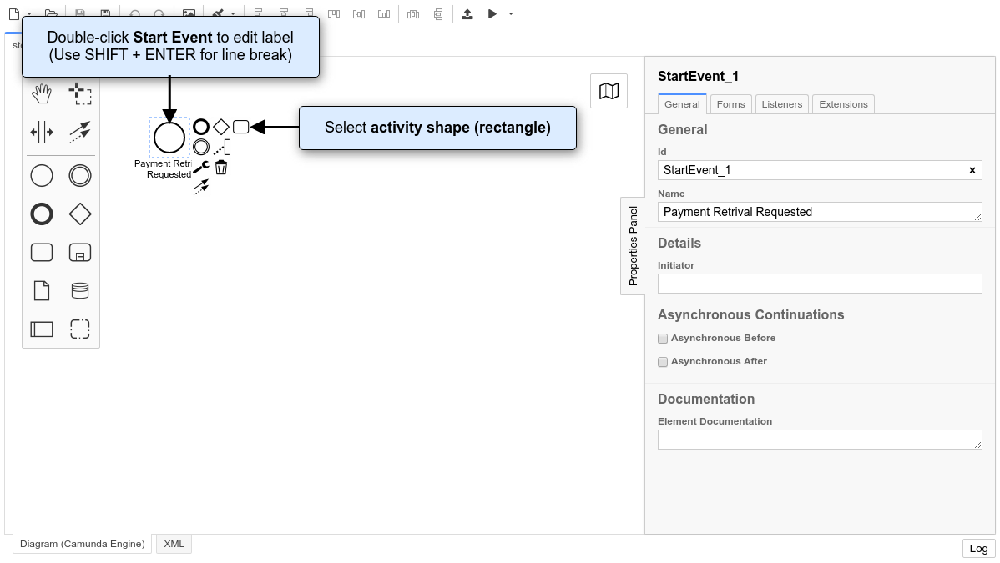 Double-click Start Event to edit label
(Use SHIFT + ENTER for line break)
Select activity shape (rectangle)
Payment Retri
Requested
Properties Panel
StartEvent_1
General
Forms
Listeners
Extensions
General
Id
StartEvent_1
Name
Payment Retrival Requested
Details
Initiator
Asynchronous Continuations
Asynchronous Before
Asynchronous After
Documentation
Element Documentation
Diagram (Camunda Engine)
XML
Log